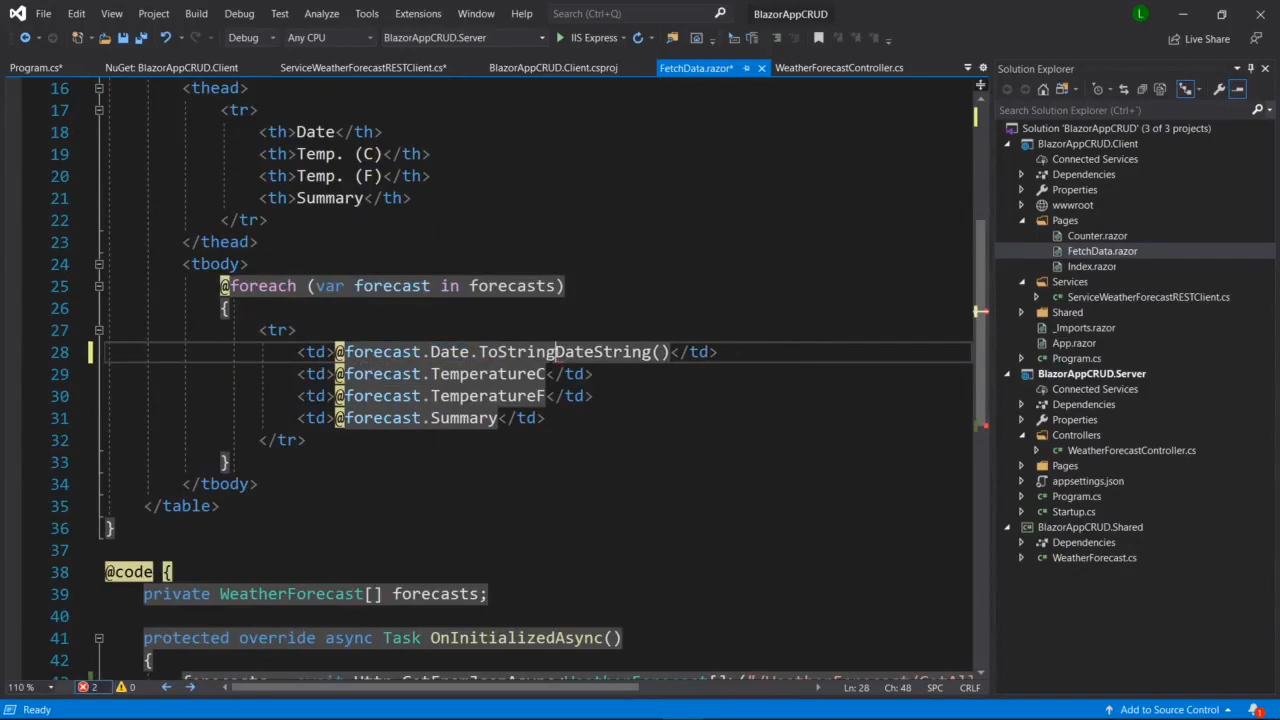 File Edit View Project Build Debug Test Analyze Tools Extensions Window Help Search (Ctrl+Q) BlazorAppCRUD L
Debug Any CPU BlazorAppCRUD.Server IIS Express Live Share
Program.cs* NuGet: BlazorAppCRUD.Client ServiceWeatherForecastRESTClient.cs* BlazorAppCRUD.Client.csproj FetchData.razor* WeatherForecastController.cs
16 <thead>
17 <tr>
18 <th>Date</th>
19 <th>Temp. (C)</th>
20 <th>Temp. (F)</th>
21 <th>Summary</th>
22 </tr>
23 </thead>
24 <tbody>
25 @foreach (var forecast in forecasts)
26 {
27 <tr>
28 <td>@forecast.Date.ToStringDateString()</td>
29 <td>@forecast.TemperatureC</td>
30 <td>@forecast.TemperatureF</td>
31 <td>@forecast.Summary</td>
32 </tr>
33 }
34 </tbody>
35 </table>
36 }
37
38 @code {
39 private WeatherForecast[] forecasts;
40
41 protected override async Task OnInitializedAsync()
42 {
Solution Explorer
Search Solution Explorer (Ctrl+`)
Solution 'BlazorAppCRUD' (3 of 3 projects)
BlazorAppCRUD.Client
Connected Services
Dependencies
Properties
wwwroot
Pages
Counter.razor
FetchData.razor
Index.razor
Services
ServiceWeatherForecastRESTClient.cs
Shared
_Imports.razor
App.razor
Program.cs
BlazorAppCRUD.Server
Connected Services
Dependencies
Properties
Controllers
WeatherForecastController.cs
Pages
appsettings.json
Program.cs
Startup.cs
BlazorAppCRUD.Shared
Dependencies
WeatherForecast.cs
110 % 2 0 Ln: 28 Ch: 48 SPC CRLF
Ready Add to Source Control 1